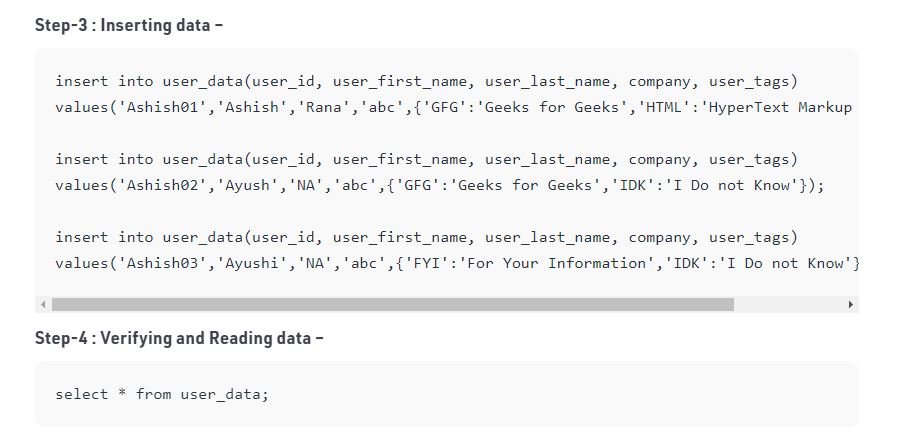 Step-3 : Inserting data –
insert into user_data(user_id, user_first_name, user_last_name, company, user_tags)
values('Ashish01','Ashish','Rana','abc',{'GFG':'Geeks for Geeks','HTML':'HyperText Markup
insert into user_data(user_id, user_first_name, user_last_name, company, user_tags)
values('Ashish02','Ayush','NA','abc',{'GFG':'Geeks for Geeks','IDK':'I Do not Know'});
insert into user_data(user_id, user_first_name, user_last_name, company, user_tags)
values('Ashish03','Ayushi','NA','abc',{'FYI':'For Your Information','IDK':'I Do not Know'}
Step-4 : Verifying and Reading data –
select * from user_data;